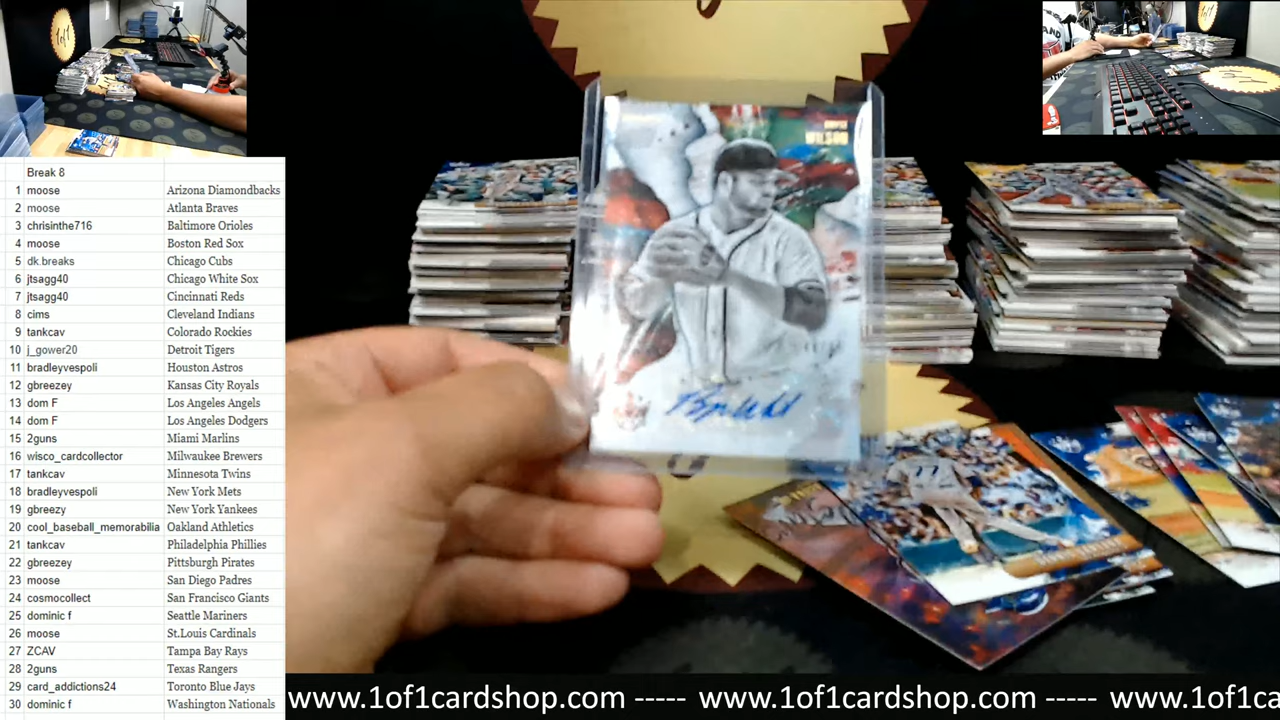 Break 8
1 moose Arizona Diamondbacks
2 moose Atlanta Braves
3 chrisinthe716 Baltimore Orioles
4 moose Boston Red Sox
5 dk.breaks Chicago Cubs
6 jtsagg40 Chicago White Sox
7 jtsagg40 Cincinnati Reds
8 cims Cleveland Indians
9 tankcav Colorado Rockies
10 j_gower20 Detroit Tigers
11 bradleyvespoli Houston Astros
12 gbreezey Kansas City Royals
13 dom F Los Angeles Angels
14 dom F Los Angeles Dodgers
15 2guns Miami Marlins
16 wisco_cardcollector Milwaukee Brewers
17 tankcav Minnesota Twins
18 bradleyvespoli New York Mets
19 gbreezy New York Yankees
20 cool_baseball_memorabilia Oakland Athletics
21 tankcav Philadelphia Phillies
22 gbreezey Pittsburgh Pirates
23 moose San Diego Padres
24 cosmocollect San Francisco Giants
25 dominic f Seattle Mariners
26 moose St.Louis Cardinals
27 ZCAV Tampa Bay Rays
28 2guns Texas Rangers
29 card_addictions24 Toronto Blue Jays
30 dominic f Washington Nationals
WILSON
www.1of1cardshop.com ----- www.1of1cardshop.com ----- www.1of1ca